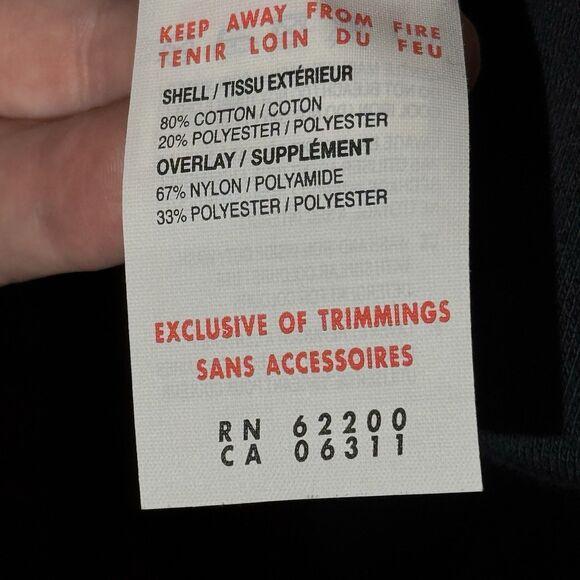 KEEP AWAY FROM FIRE
TENIR LOIN DU FEU
SHELL / TISSU EXTÉRIEUR
80% COTTON / COTON
20% POLYESTER / POLYESTER
OVERLAY / SUPPLÉMENT
67% NYLON / POLYAMIDE
33% POLYESTER / POLYESTER
EXCLUSIVE OF TRIMMINGS
SANS ACCESSOIRES
RN 62200
CA 06311